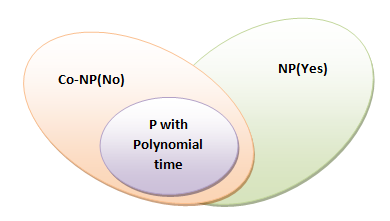 Co-NP(No)
NP(Yes)
P with
Polynomial
time